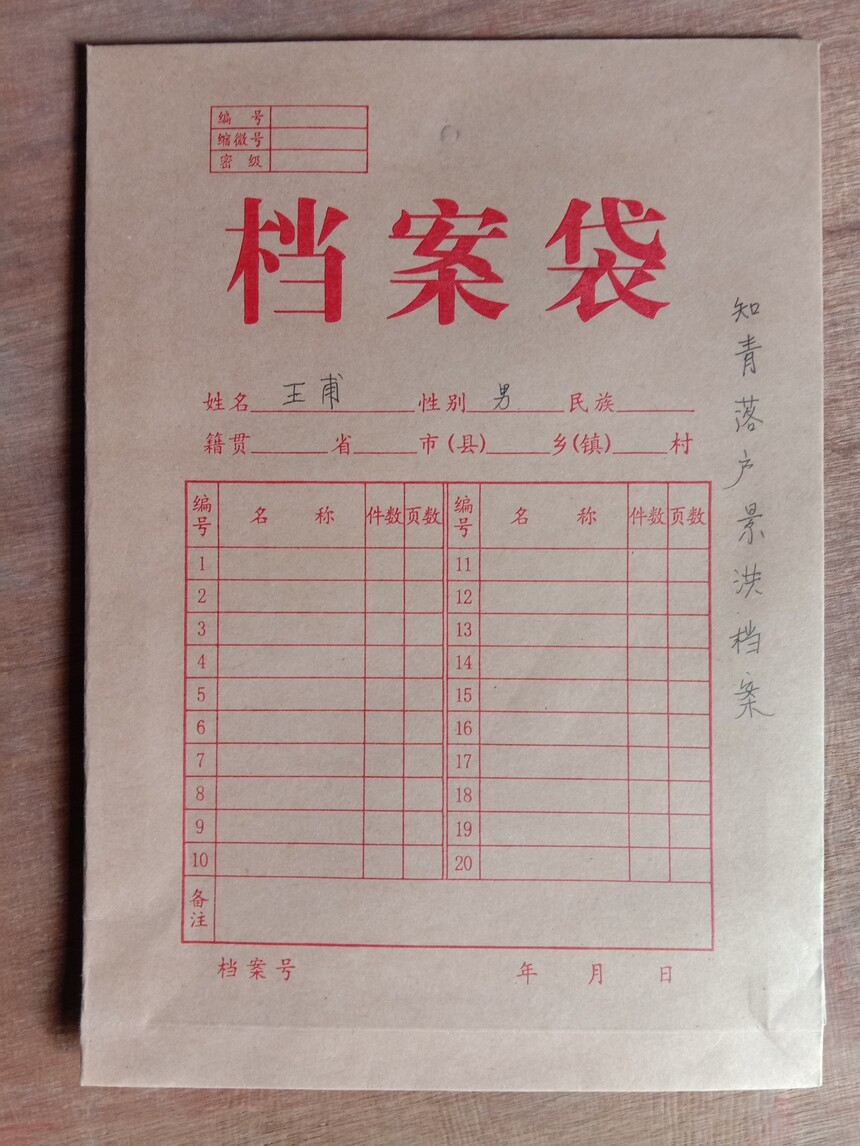 编 号
缩微号
密 级
档案袋
姓名 王甫 性别 男 民族
籍贯 省 市(县) 乡(镇) 村
编号 名 称 件数 页数 编号 名 称 件数 页数
1 11
2 12
3 13
4 14
5 15
6 16
7 17
8 18
9 19
10 20
备注
档案号 年 月 日
知青落户景洪档案